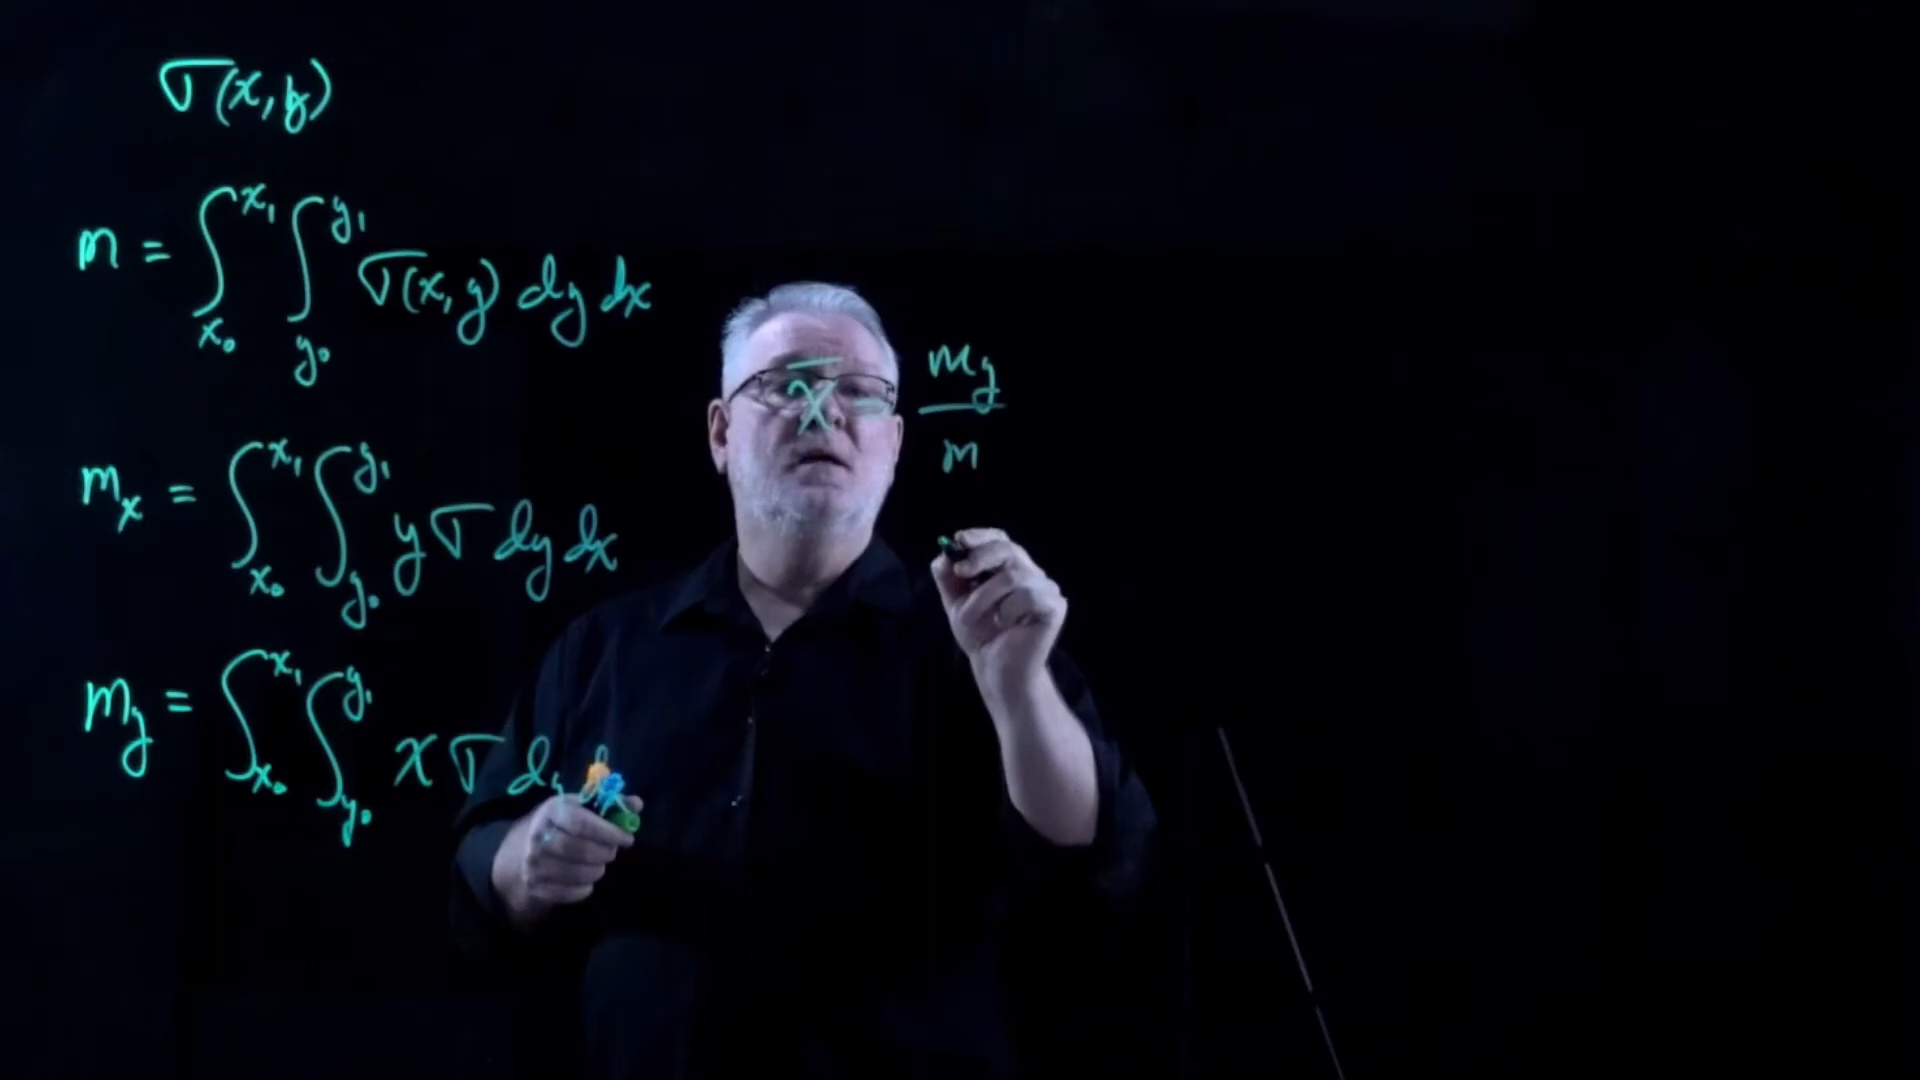 σ(x, y)
m = ∫_{x₀}^{x₁} ∫_{y₀}^{y₁} σ(x, y) dy dx
m_x = ∫_{x₀}^{x₁} ∫_{y₀}^{y₁} y σ dy dx
m_y = ∫_{x₀}^{x₁} ∫_{y₀}^{y₁} x σ dy
x̄ = m_y / m